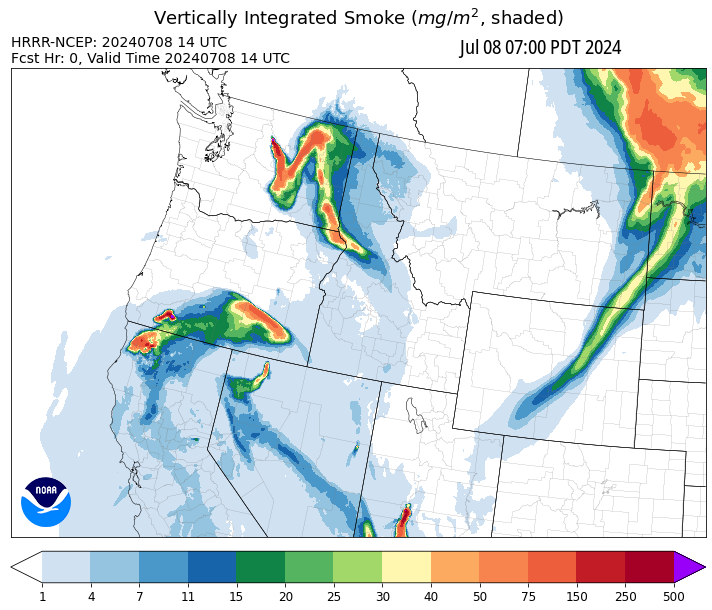 Vertically Integrated Smoke (mg/m², shaded)
HRRR-NCEP: 20240708 14 UTC
Jul 08 07:00 PDT 2024
Fcst Hr: 0, Valid Time 20240708 14 UTC
NOAA
1 4 7 11 15 20 25 30 40 50 75 150 250 500